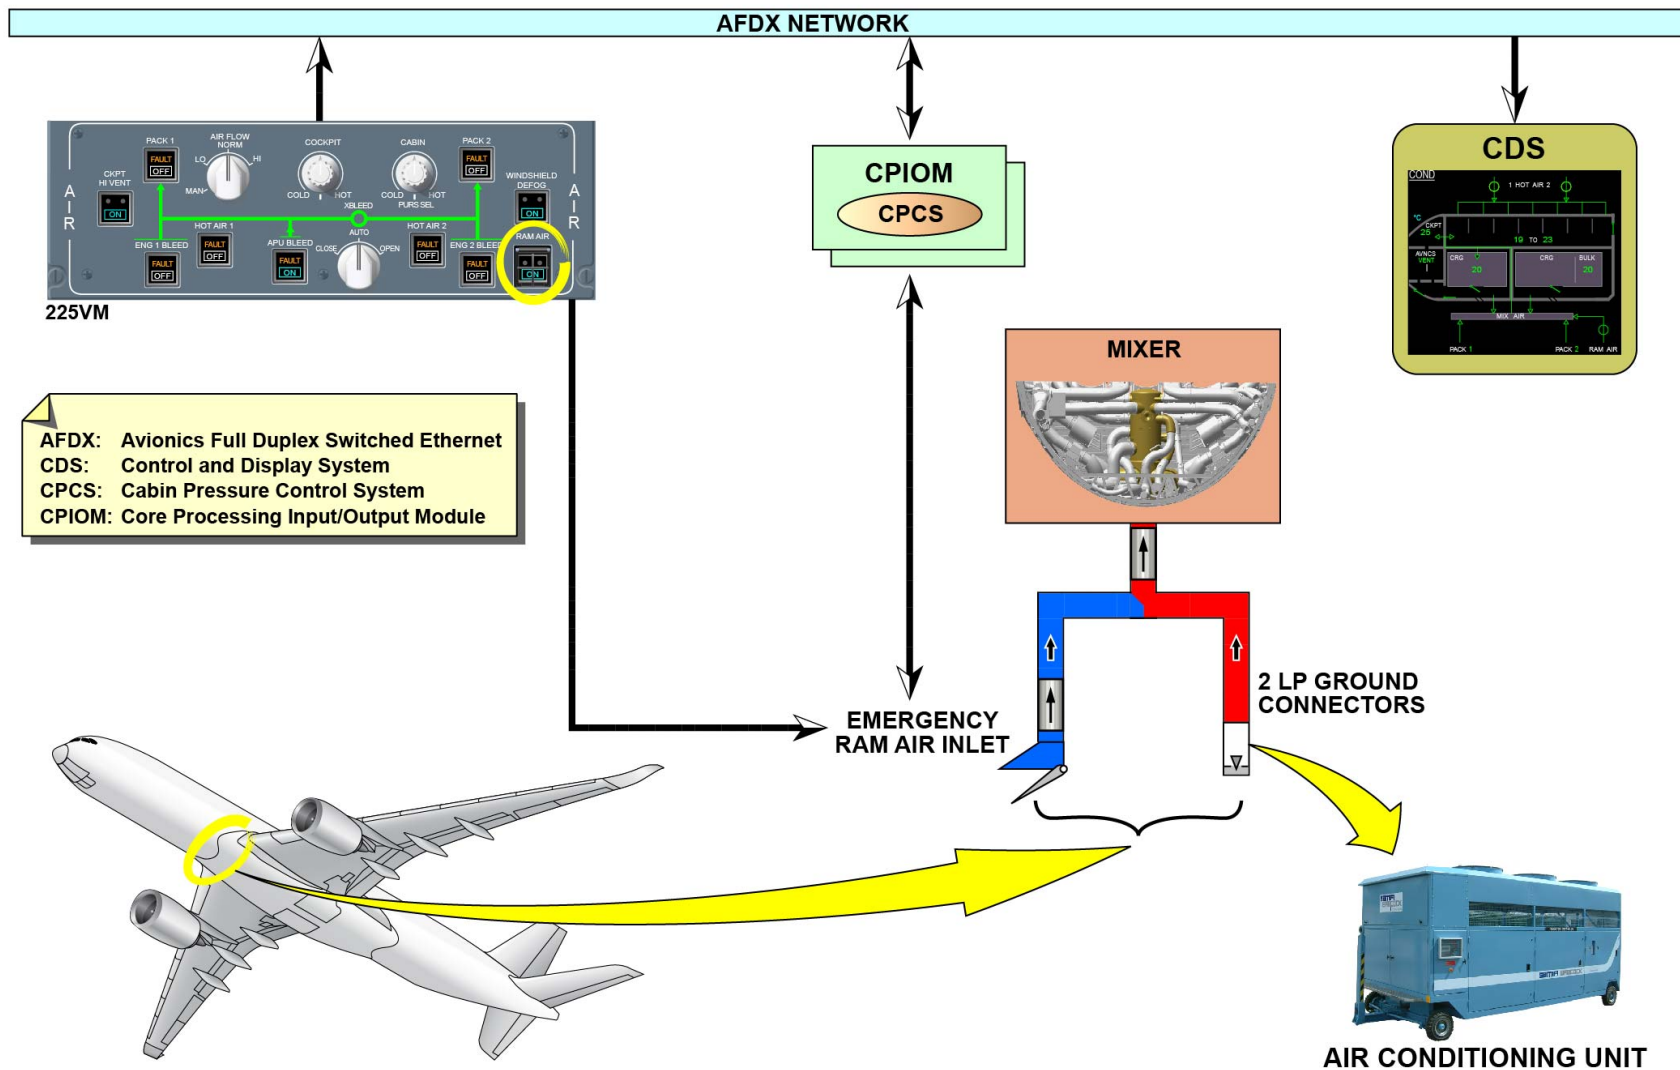 AFDX NETWORK
PACK 1
AIR FLOW
NORM
LO
HI
MAN
COCKPIT
COLD
HOT
CABIN
COLD
HOT
PURS SEL
PACK 2
FAULT
OFF
FAULT
OFF
CKPT
HI VENT
ON
WINDSHIELD
DEFOG
ON
AIR
AIR
XBLEED
AUTO
CLOSE
OPEN
HOT AIR 1
FAULT
OFF
HOT AIR 2
FAULT
OFF
ENG 1 BLEED
FAULT
OFF
APU BLEED
FAULT
ON
ENG 2 BLEED
FAULT
OFF
RAM AIR
ON
225VM
CPIOM
CPCS
CDS
COND
1 HOT AIR 2
°C
CKPT
25
19 TO 23
AVNCS
VENT
CRG
20
CRG
BULK
20
MIX AIR
PACK 1
PACK 2
RAM AIR
MIXER
AFDX: Avionics Full Duplex Switched Ethernet
CDS: Control and Display System
CPCS: Cabin Pressure Control System
CPIOM: Core Processing Input/Output Module
2 LP GROUND
CONNECTORS
EMERGENCY
RAM AIR INLET
AIR CONDITIONING UNIT